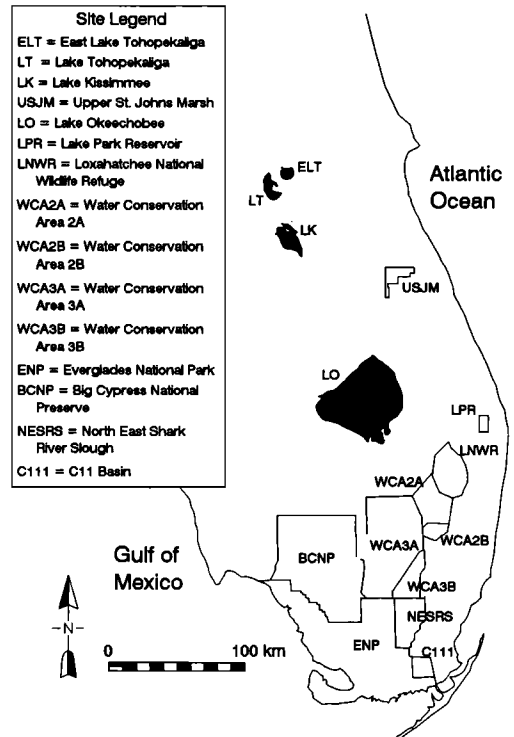 Site Legend
ELT = East Lake Tohopekaliga
LT = Lake Tohopekaliga
LK = Lake Kissimmee
USJM = Upper St. Johns Marsh
LO = Lake Okeechobee
LPR = Lake Park Reservoir
LNWR = Loxahatchee National
Wildlife Refuge
WCA2A = Water Conservation
Area 2A
WCA2B = Water Conservation
Area 2B
WCA3A = Water Conservation
Area 3A
WCA3B = Water Conservation
Area 3B
ENP = Everglades National Park
BCNP = Big Cypress National
Preserve
NESRS = North East Shark
River Slough
C111 = C11 Basin
ELT
LT
Atlantic
Ocean
LK
USJM
LO
LPR
LNWR
WCA2A
WCA2B
WCA3A
BCNP
Gulf of
Mexico
WCA3B
NESRS
N
ENP
C111
0
100 km